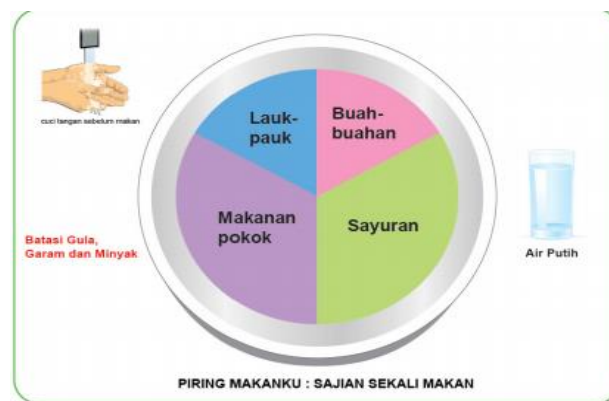 cuci tangan sebelum makan
Lauk-
pauk
Buah-
buahan
Makanan
pokok
Sayuran
Batasi Gula,
Garam dan Minyak
Air Putih
PIRING MAKANKU : SAJIAN SEKALI MAKAN